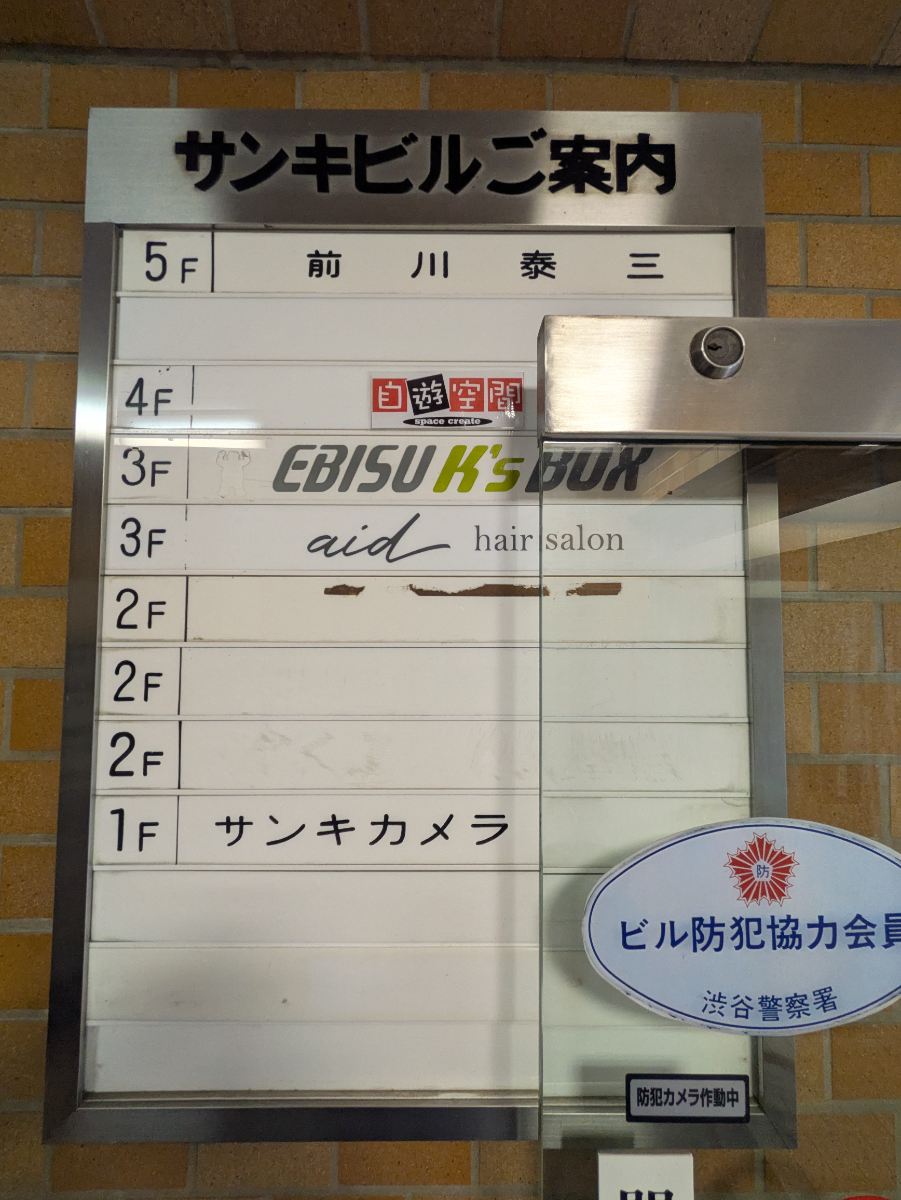 サンキビルご案内
5F 前川泰三
4F 自遊空間
space create
3F EBISU K's BOX
3F aid hair salon
2F
2F
2F
1F サンキカメラ
防
ビル防犯協力会員
渋谷警察署
防犯カメラ作動中